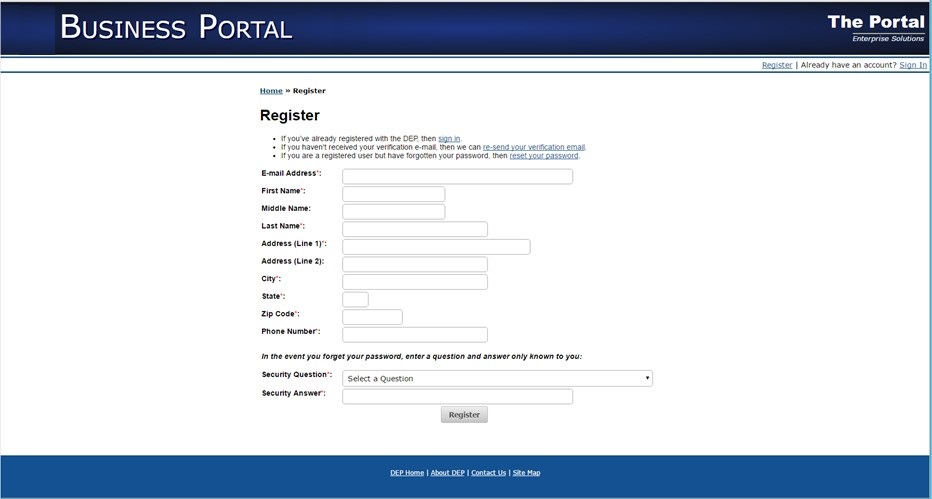 BUSINESS PORTAL
The Portal
Enterprise Solutions
Register | Already have an account? Sign In
Home » Register
Register
• If you've already registered with the DEP, then sign in.
• If you haven't received your verification e-mail, then we can re-send your verification email.
• If you are a registered user but have forgotten your password, then reset your password.
E-mail Address*:
First Name*:
Middle Name:
Last Name*:
Address (Line 1)*:
Address (Line 2):
City*:
State*:
Zip Code*:
Phone Number*:
In the event you forget your password, enter a question and answer only known to you:
Security Question*: Select a Question
Security Answer*:
Register
DEP Home | About DEP | Contact Us | Site Map